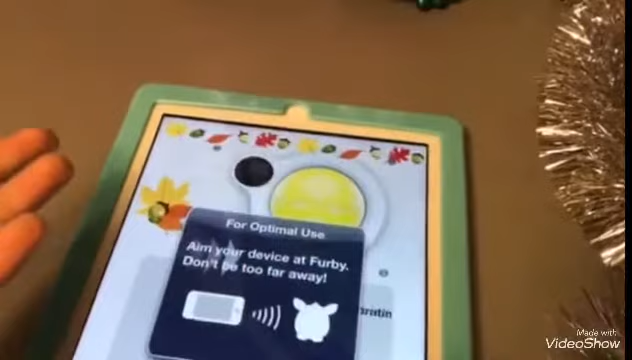 For Optimal Use
Aim your device at Furby.
Don't be too far away!
Made with
VideoShow